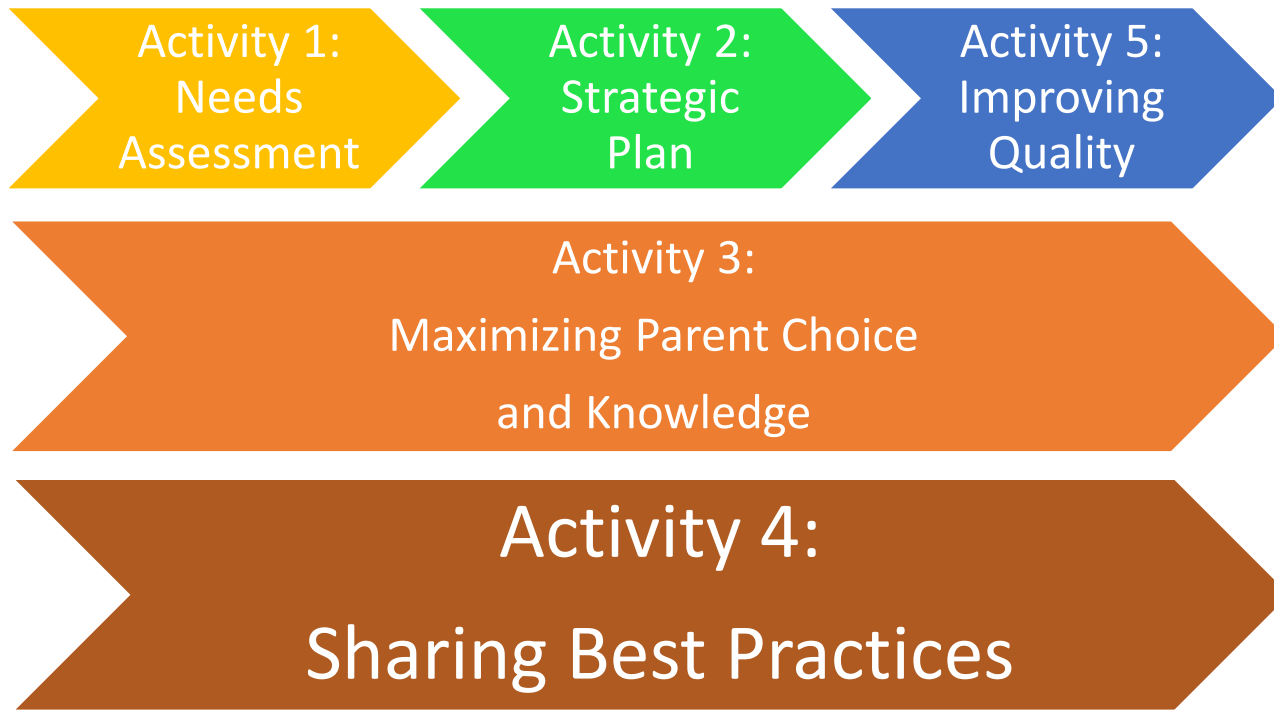 Activity 1:
Needs
Assessment
Activity 2:
Strategic
Plan
Activity 5:
Improving
Quality
Activity 3:
Maximizing Parent Choice
and Knowledge
Activity 4:
Sharing Best Practices